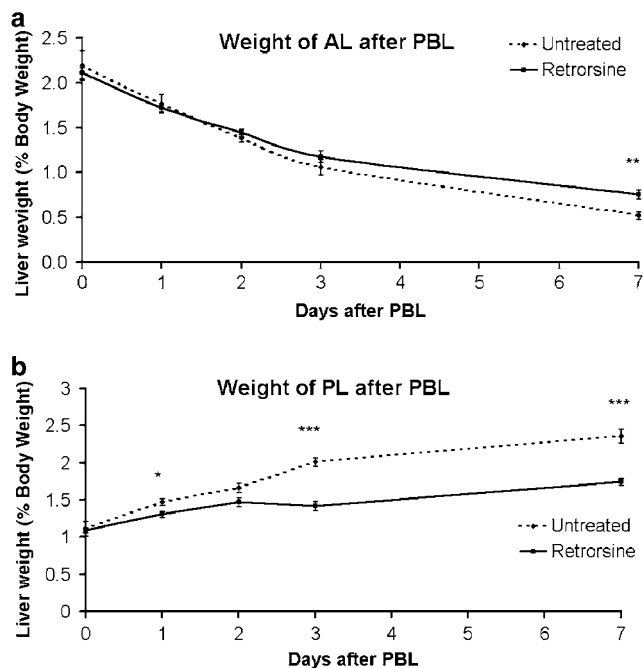 a
Weight of AL after PBL
Untreated
Retrorsine
Liver wevight (% Body Weight)
2.5
2.0
1.5
1.0
0.5
0.0
**
0 1 2 3 4 5 6 7
Days after PBL
b
Weight of PL after PBL
Liver weight (% Body Weight)
3
2.5
2
1.5
1
0.5
0
*
***
***
Untreated
Retrorsine
0 1 2 3 4 5 6 7
Days after PBL